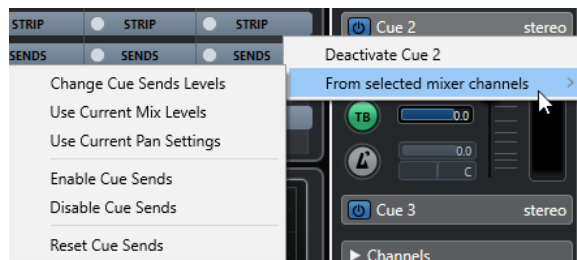 STRIP STRIP STRIP Cue 2 stereo
SENDS SENDS SENDS Deactivate Cue 2
Change Cue Sends Levels From selected mixer channels
Use Current Mix Levels TB 0.0
Use Current Pan Settings
0.0
C
Enable Cue Sends
Disable Cue Sends Cue 3 stereo
Reset Cue Sends Channels